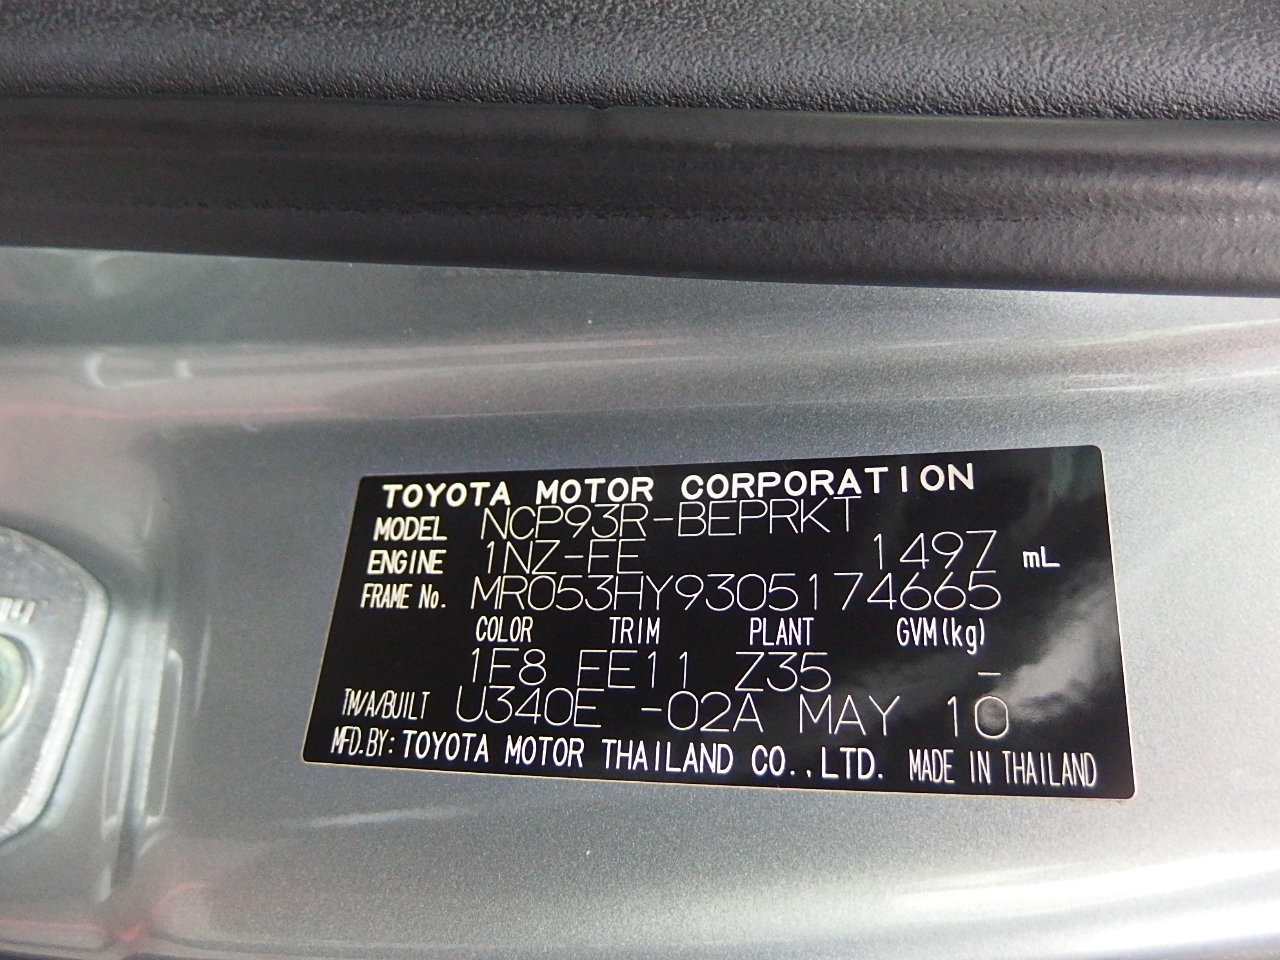 TOYOTA MOTOR CORPORATION
MODEL NCP93R-BEPRKT
ENGINE 1NZ-FE 1497 mL
FRAME No. MR053HY9305174665
COLOR TRIM PLANT GVM(kg)
1E8 FE11 Z35 -
TM/A/BUILT U340E -02A MAY 10
MFD.BY: TOYOTA MOTOR THAILAND CO.,LTD. MADE IN THAILAND